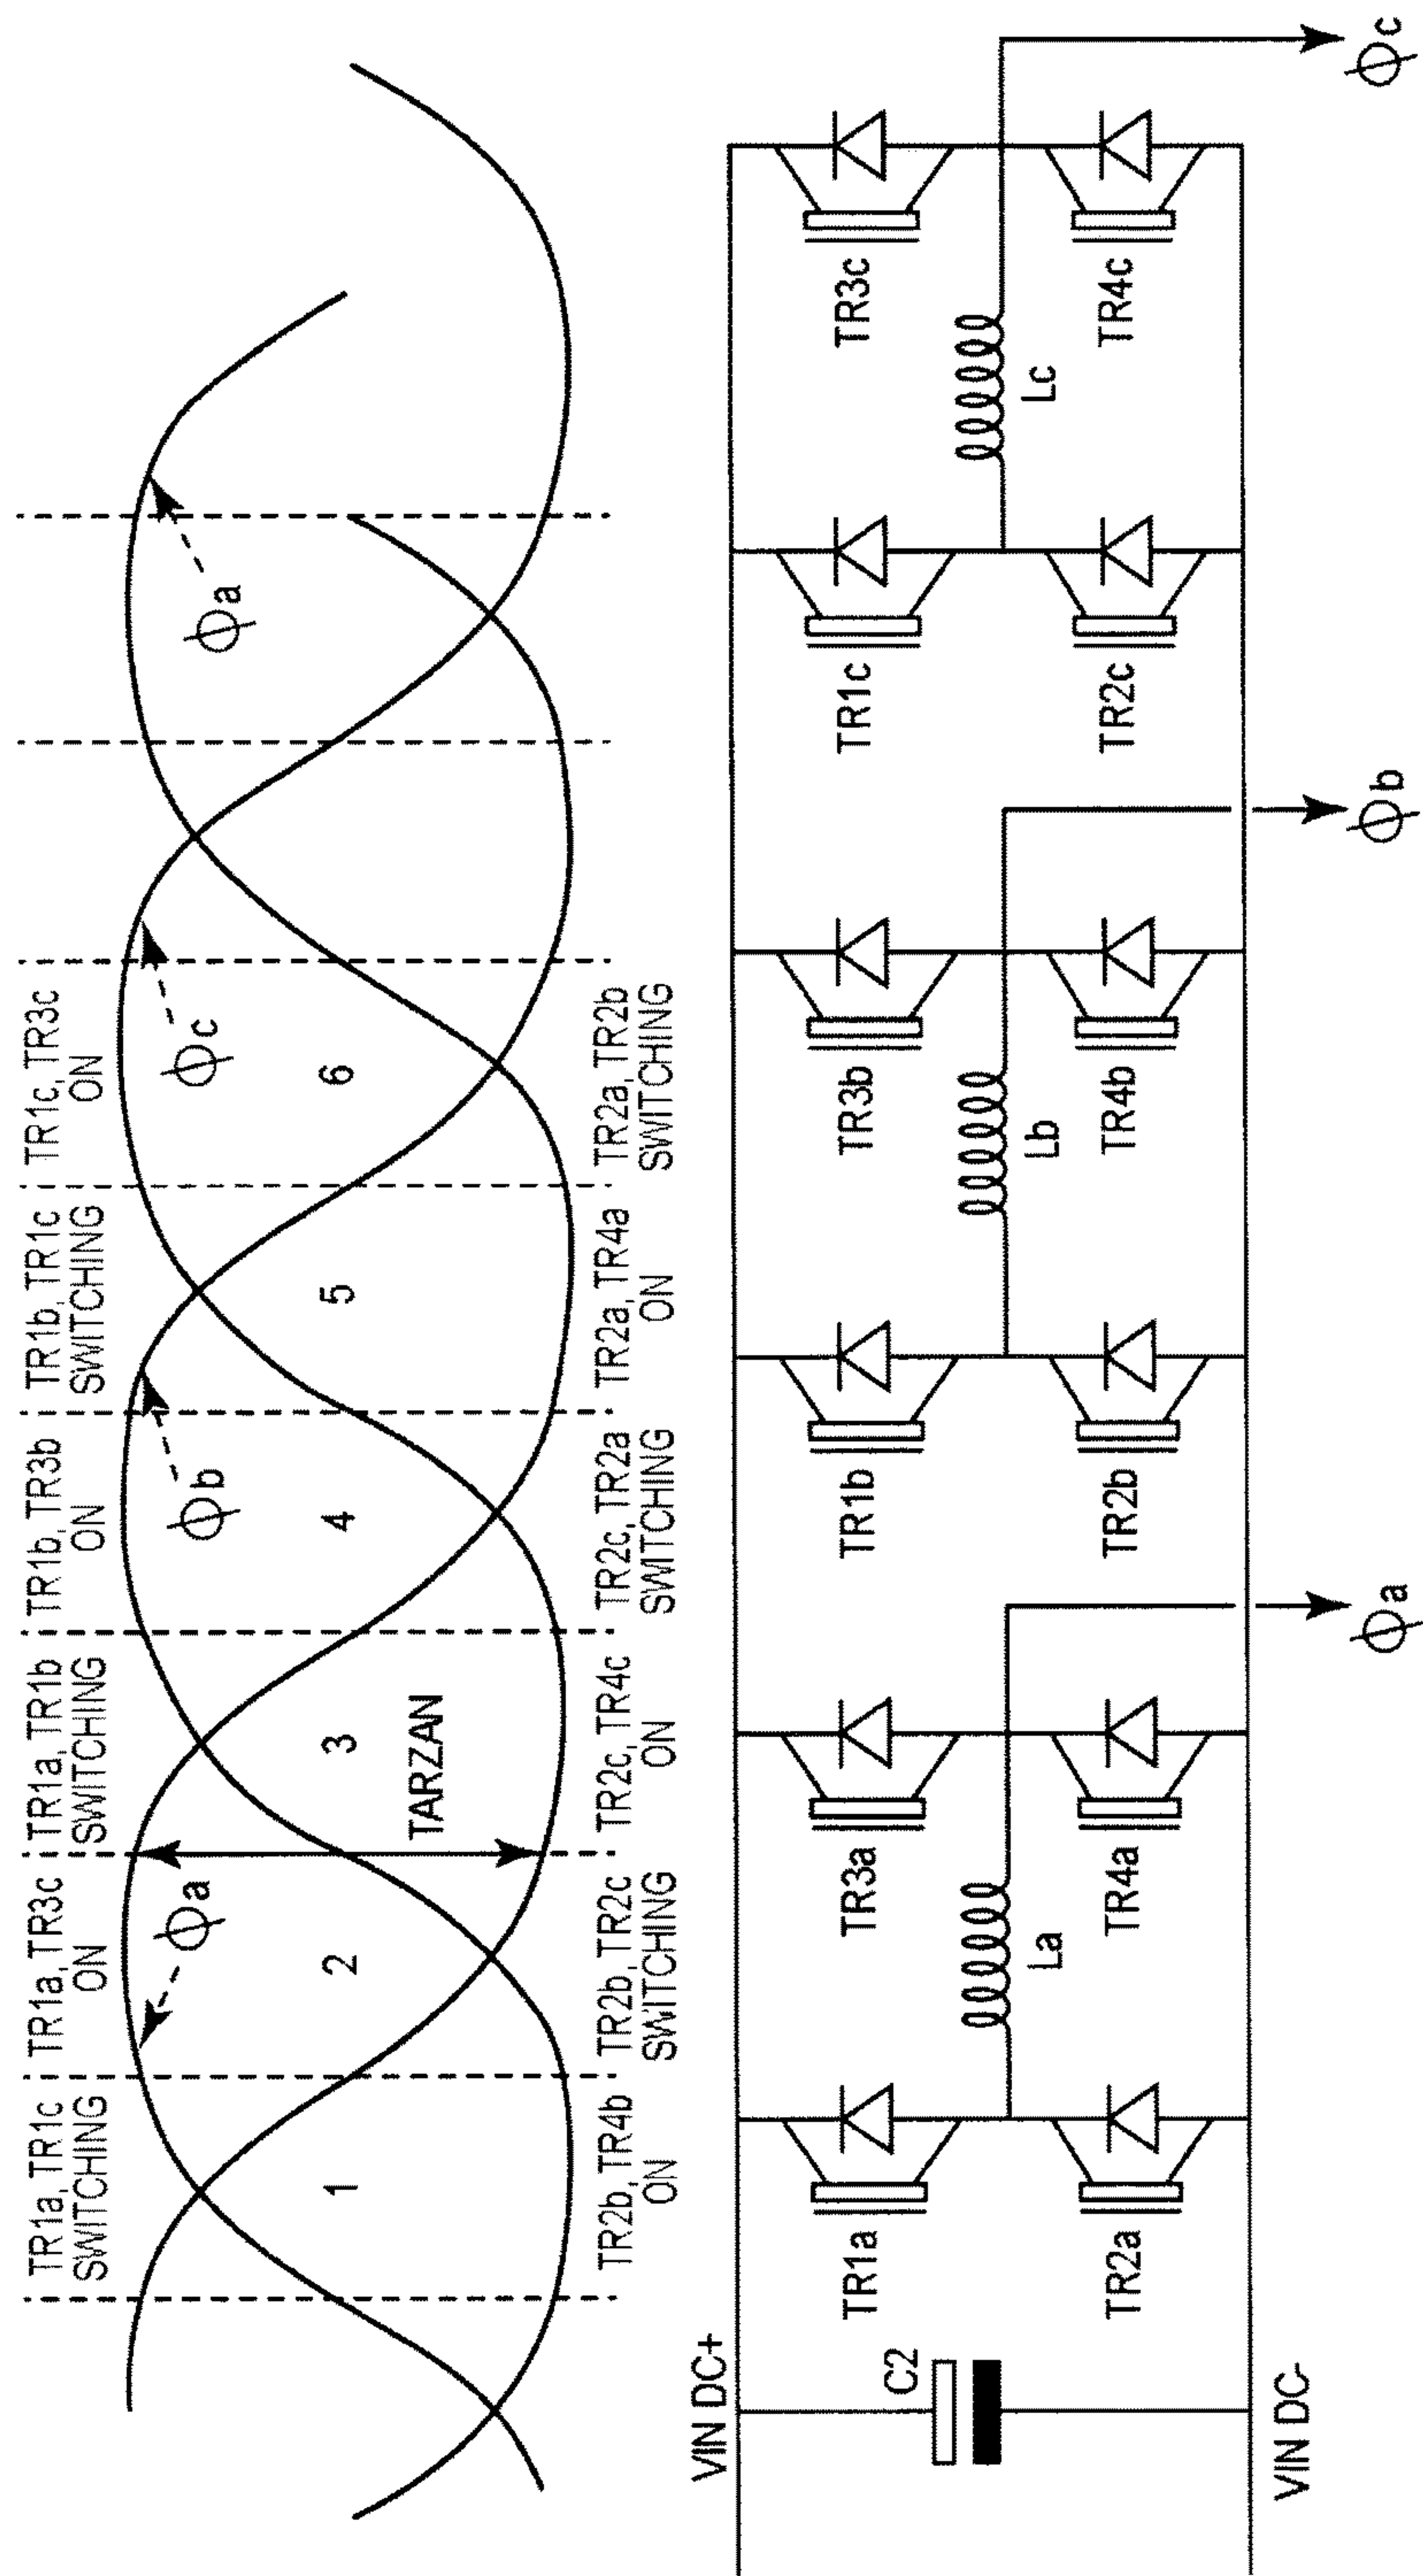 TR1a, TR1c
SWITCHING
TR1a, TR3c
ON
TR1a, TR1b
SWITCHING
TR1b, TR3b
ON
TR1b, TR1c
SWITCHING
TR1c, TR3c
ON
ϕa
ϕb
ϕc
ϕa
1
2
3
4
5
6
TARZAN
TR2b, TR4b
ON
TR2b, TR2c
SWITCHING
TR2c, TR4c
ON
TR2c, TR2a
SWITCHING
TR2a, TR4a
ON
TR2a, TR2b
SWITCHING
VIN DC+
C2
TR1a
TR3a
TR1b
TR3b
TR1c
TR3c
La
Lb
Lc
TR2a
TR4a
TR2b
TR4b
TR2c
TR4c
VIN DC-
ϕa
ϕb
ϕc